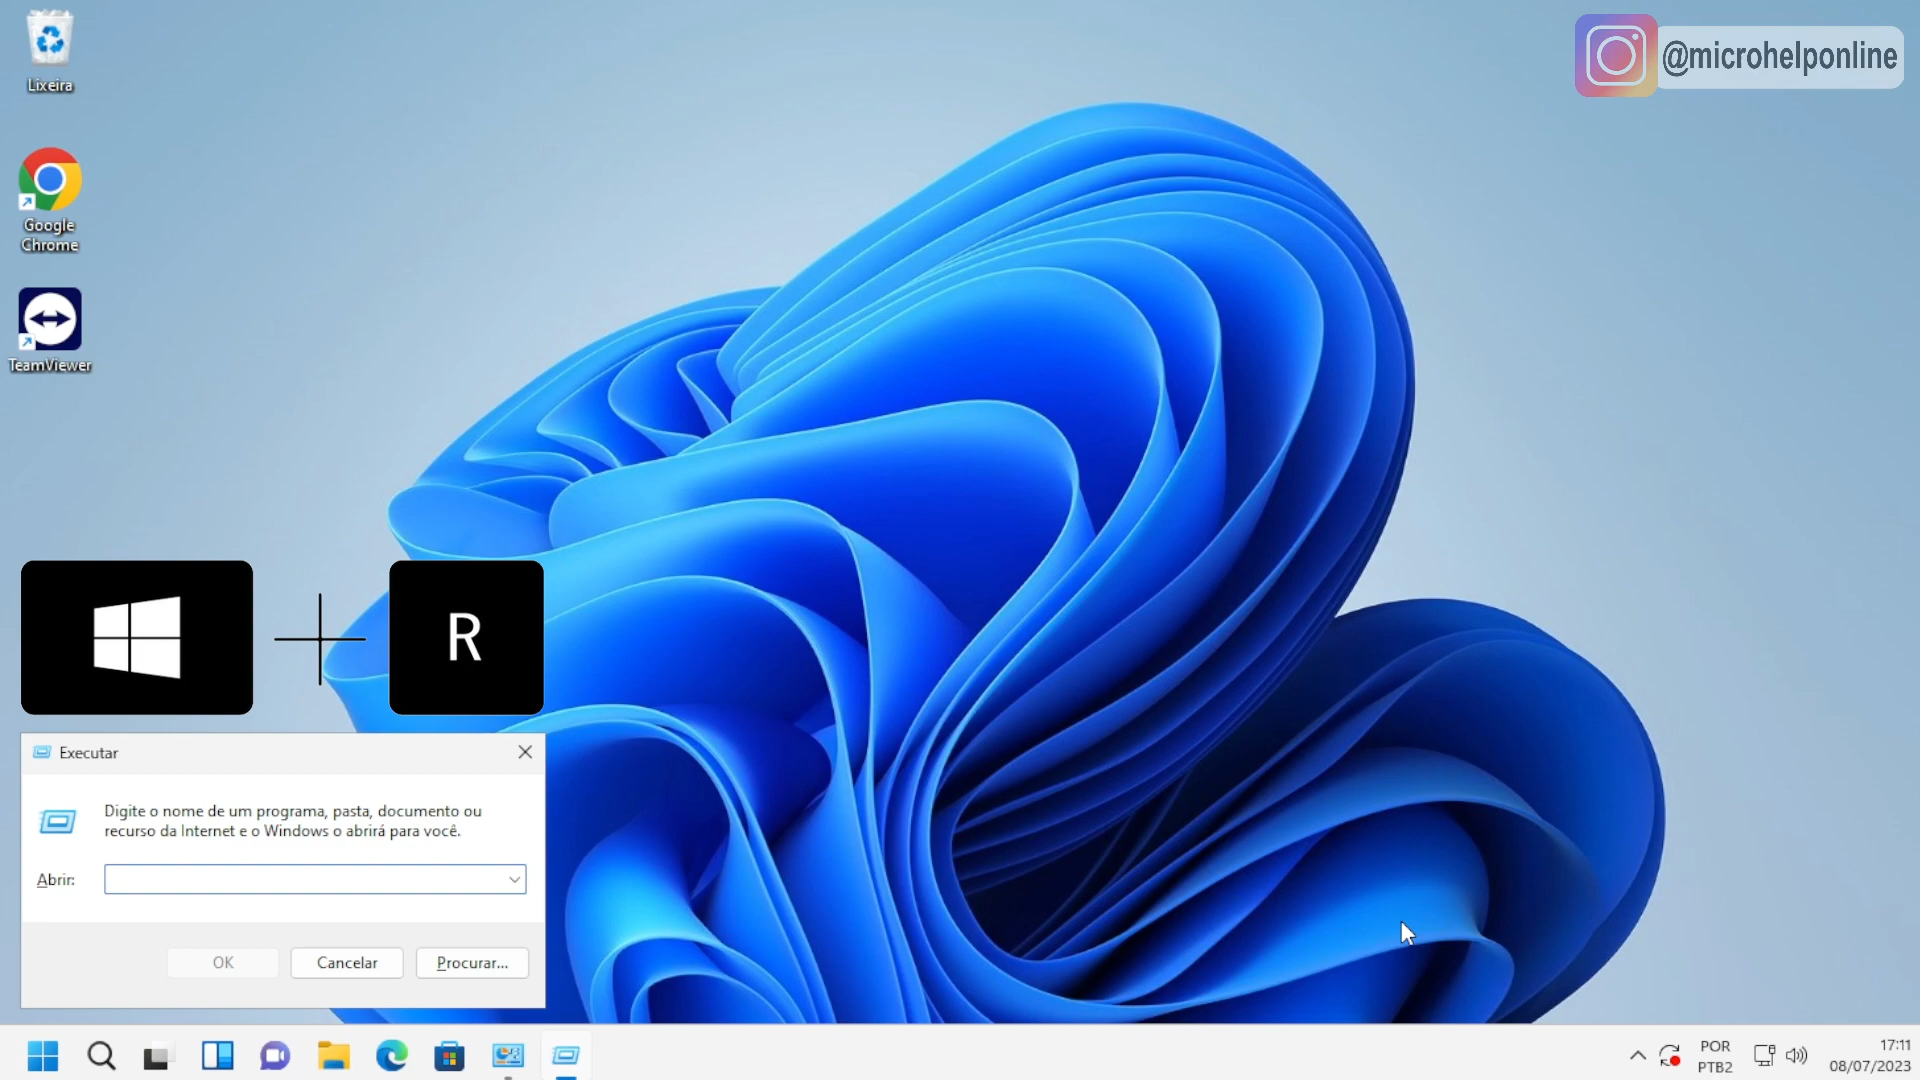 Lixeira
@microhelponline
Google
Chrome
TeamViewer
R
Executar
Digite o nome de um programa, pasta, documento ou
recurso da Internet e o Windows o abrirá para você.
Abrir:
OK
Cancelar
Procurar...
POR
PTB2
17:11
08/07/2023